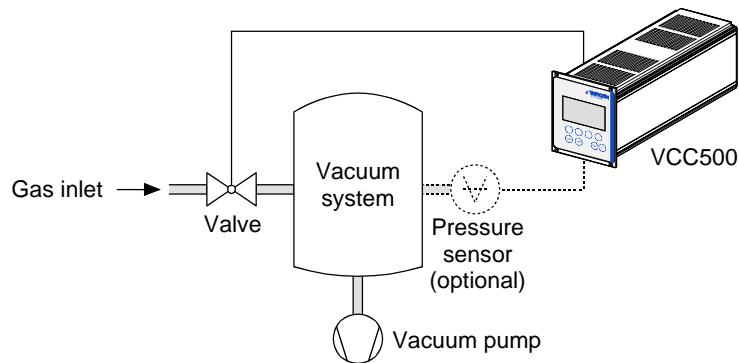 VCC500
Gas inlet
Valve
Vacuum
system
Pressure
sensor
(optional)
Vacuum pump